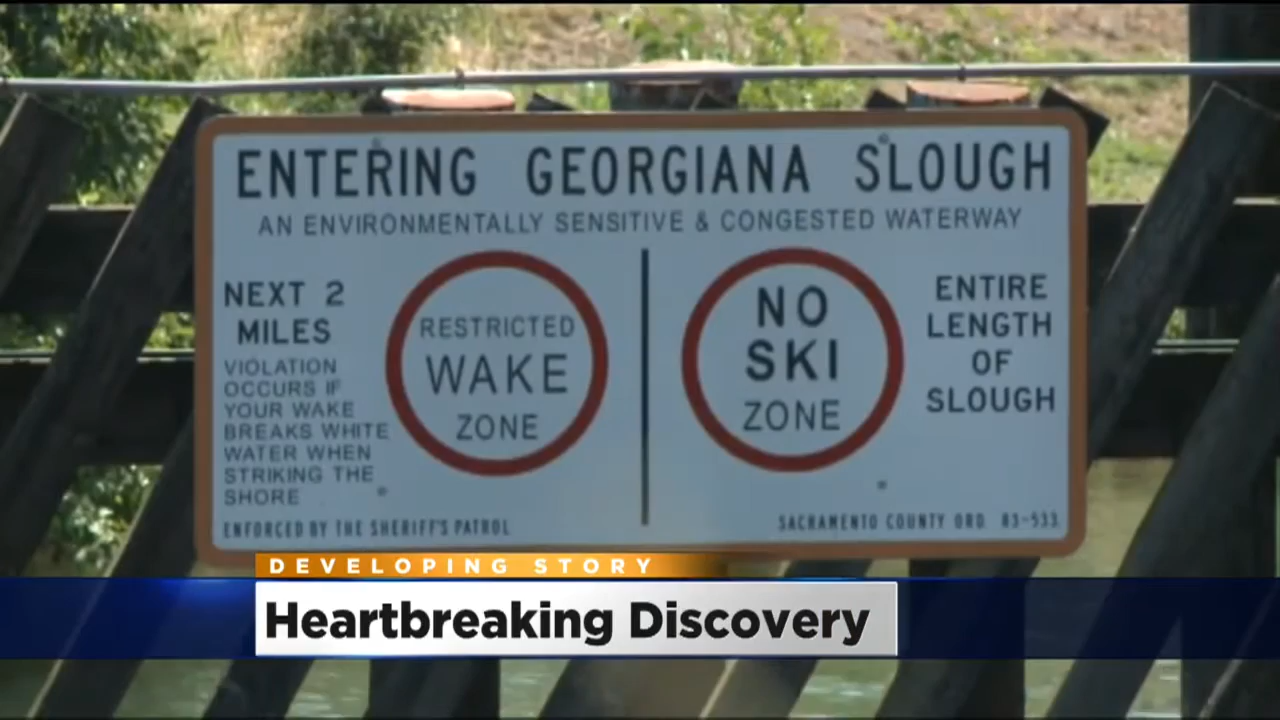 ENTERING GEORGIANA SLOUGH
AN ENVIRONMENTALLY SENSITIVE & CONGESTED WATERWAY
NEXT 2
MILES
VIOLATION
OCCURS IF
YOUR WAKE
BREAKS WHITE
WATER WHEN
STRIKING THE
SHORE
RESTRICTED
WAKE
ZONE
NO
SKI
ZONE
ENTIRE
LENGTH
OF
SLOUGH
ENFORCED BY THE SHERIFF'S PATROL
SACRAMENTO COUNTY ORD. 83-533
DEVELOPING STORY
Heartbreaking Discovery